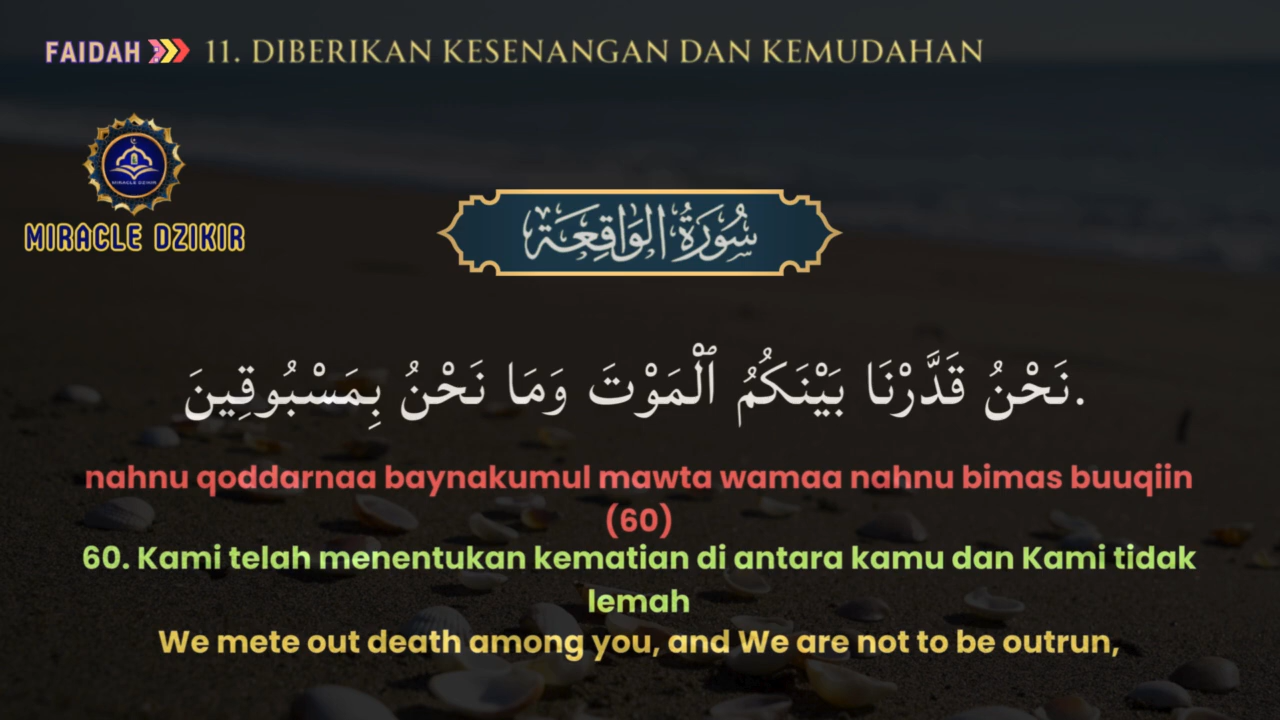 FAIDAH 11. DIBERIKAN KESENANGAN DAN KEMUDAHAN
MIRACLE DZIKIR
MIRACLE DZIKIR
سُورَةُ الوَاقِعَة
نَحْنُ قَدَّرْنَا بَيْنَكُمُ ٱلْمَوْتَ وَمَا نَحْنُ بِمَسْبُوقِينَ.
nahnu qoddarnaa baynakumul mawta wamaa nahnu bimas buuqiin
(60)
60. Kami telah menentukan kematian di antara kamu dan Kami tidak
lemah
We mete out death among you, and We are not to be outrun,